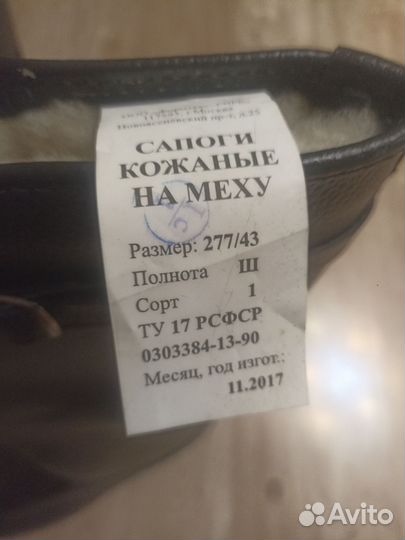 г. Москва
САПОГИ
КОЖАНЫЕ
НА МЕХУ
Размер: 277/43
Полнота Ш
Сорт 1
ТУ 17 РСФСР
0303384-13-90
Месяц, год изгот.:
11.2017
Avito